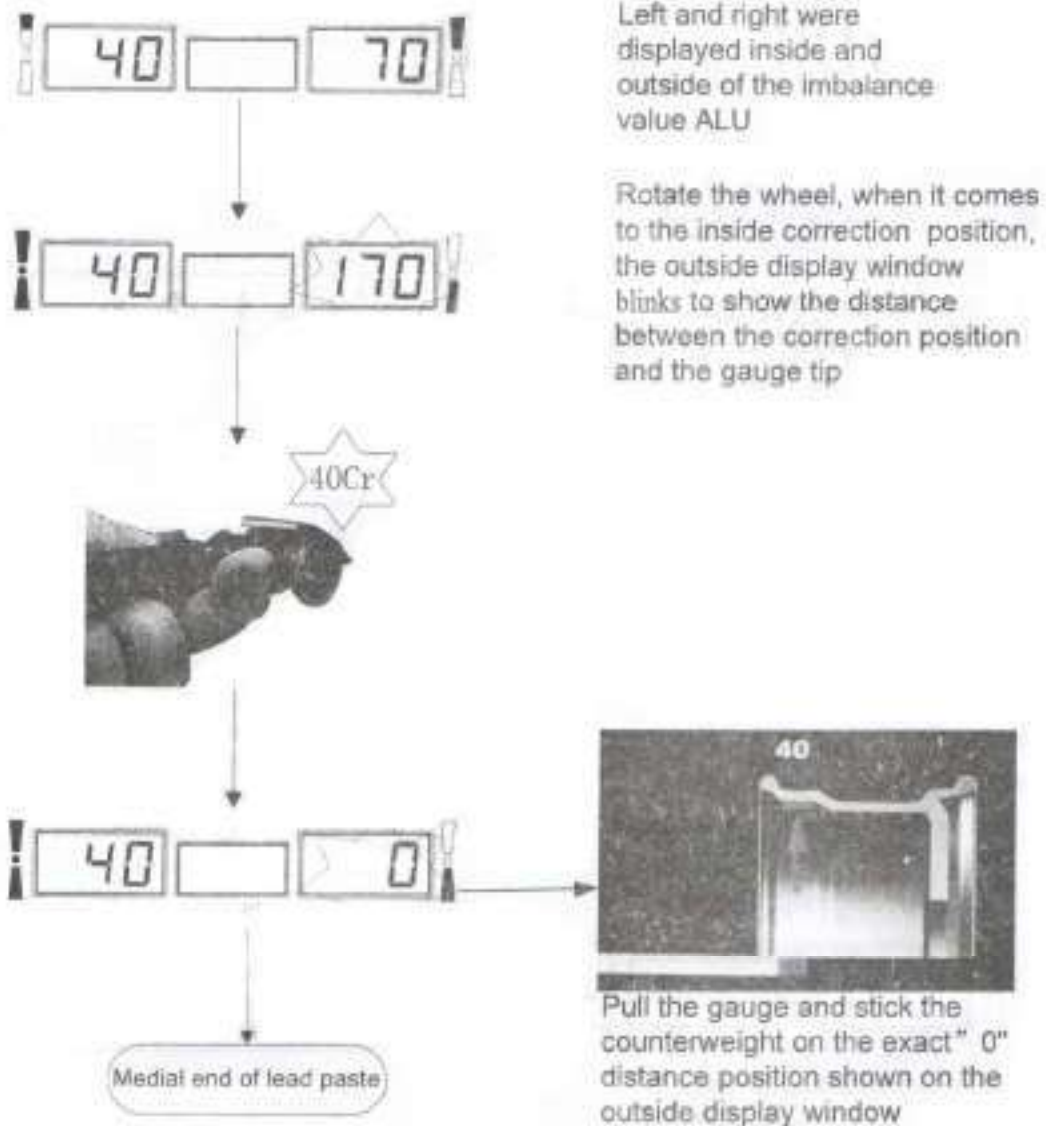 40 70
Left and right were
displayed inside and
outside of the imbalance
value ALU
40 170
Rotate the wheel, when it comes
to the inside correction position,
the outside display window
blinks to show the distance
between the correction position
and the gauge tip
40Cr
40 0
40
Pull the gauge and stick the
counterweight on the exact" 0"
distance position shown on the
outside display window
Medial end of lead paste